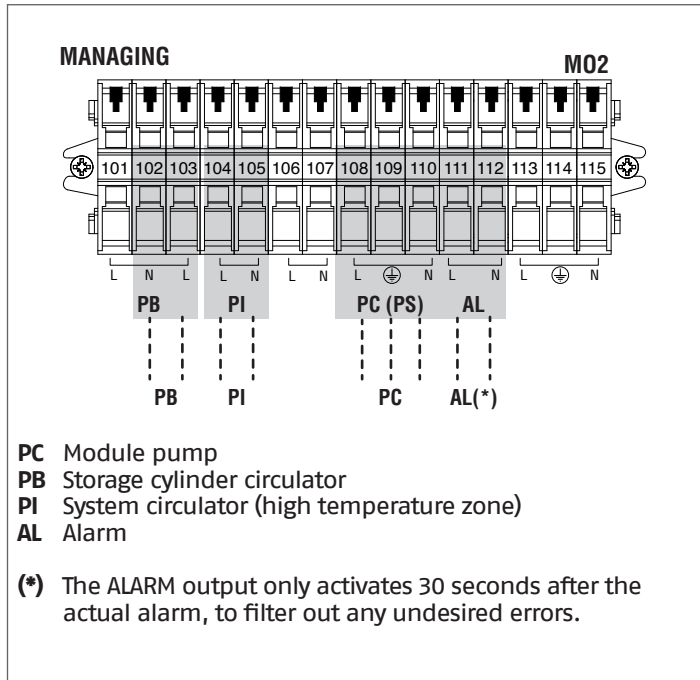 MANAGING
MO2
101 102 103 104 105 106 107 108 109 110 111 112 113 114 115
L N L L N L N L N L N L N
PB PI PC (PS) AL
PB PI PC AL(*)
PC Module pump
PB Storage cylinder circulator
PI System circulator (high temperature zone)
AL Alarm
(*) The ALARM output only activates 30 seconds after the
actual alarm, to filter out any undesired errors.